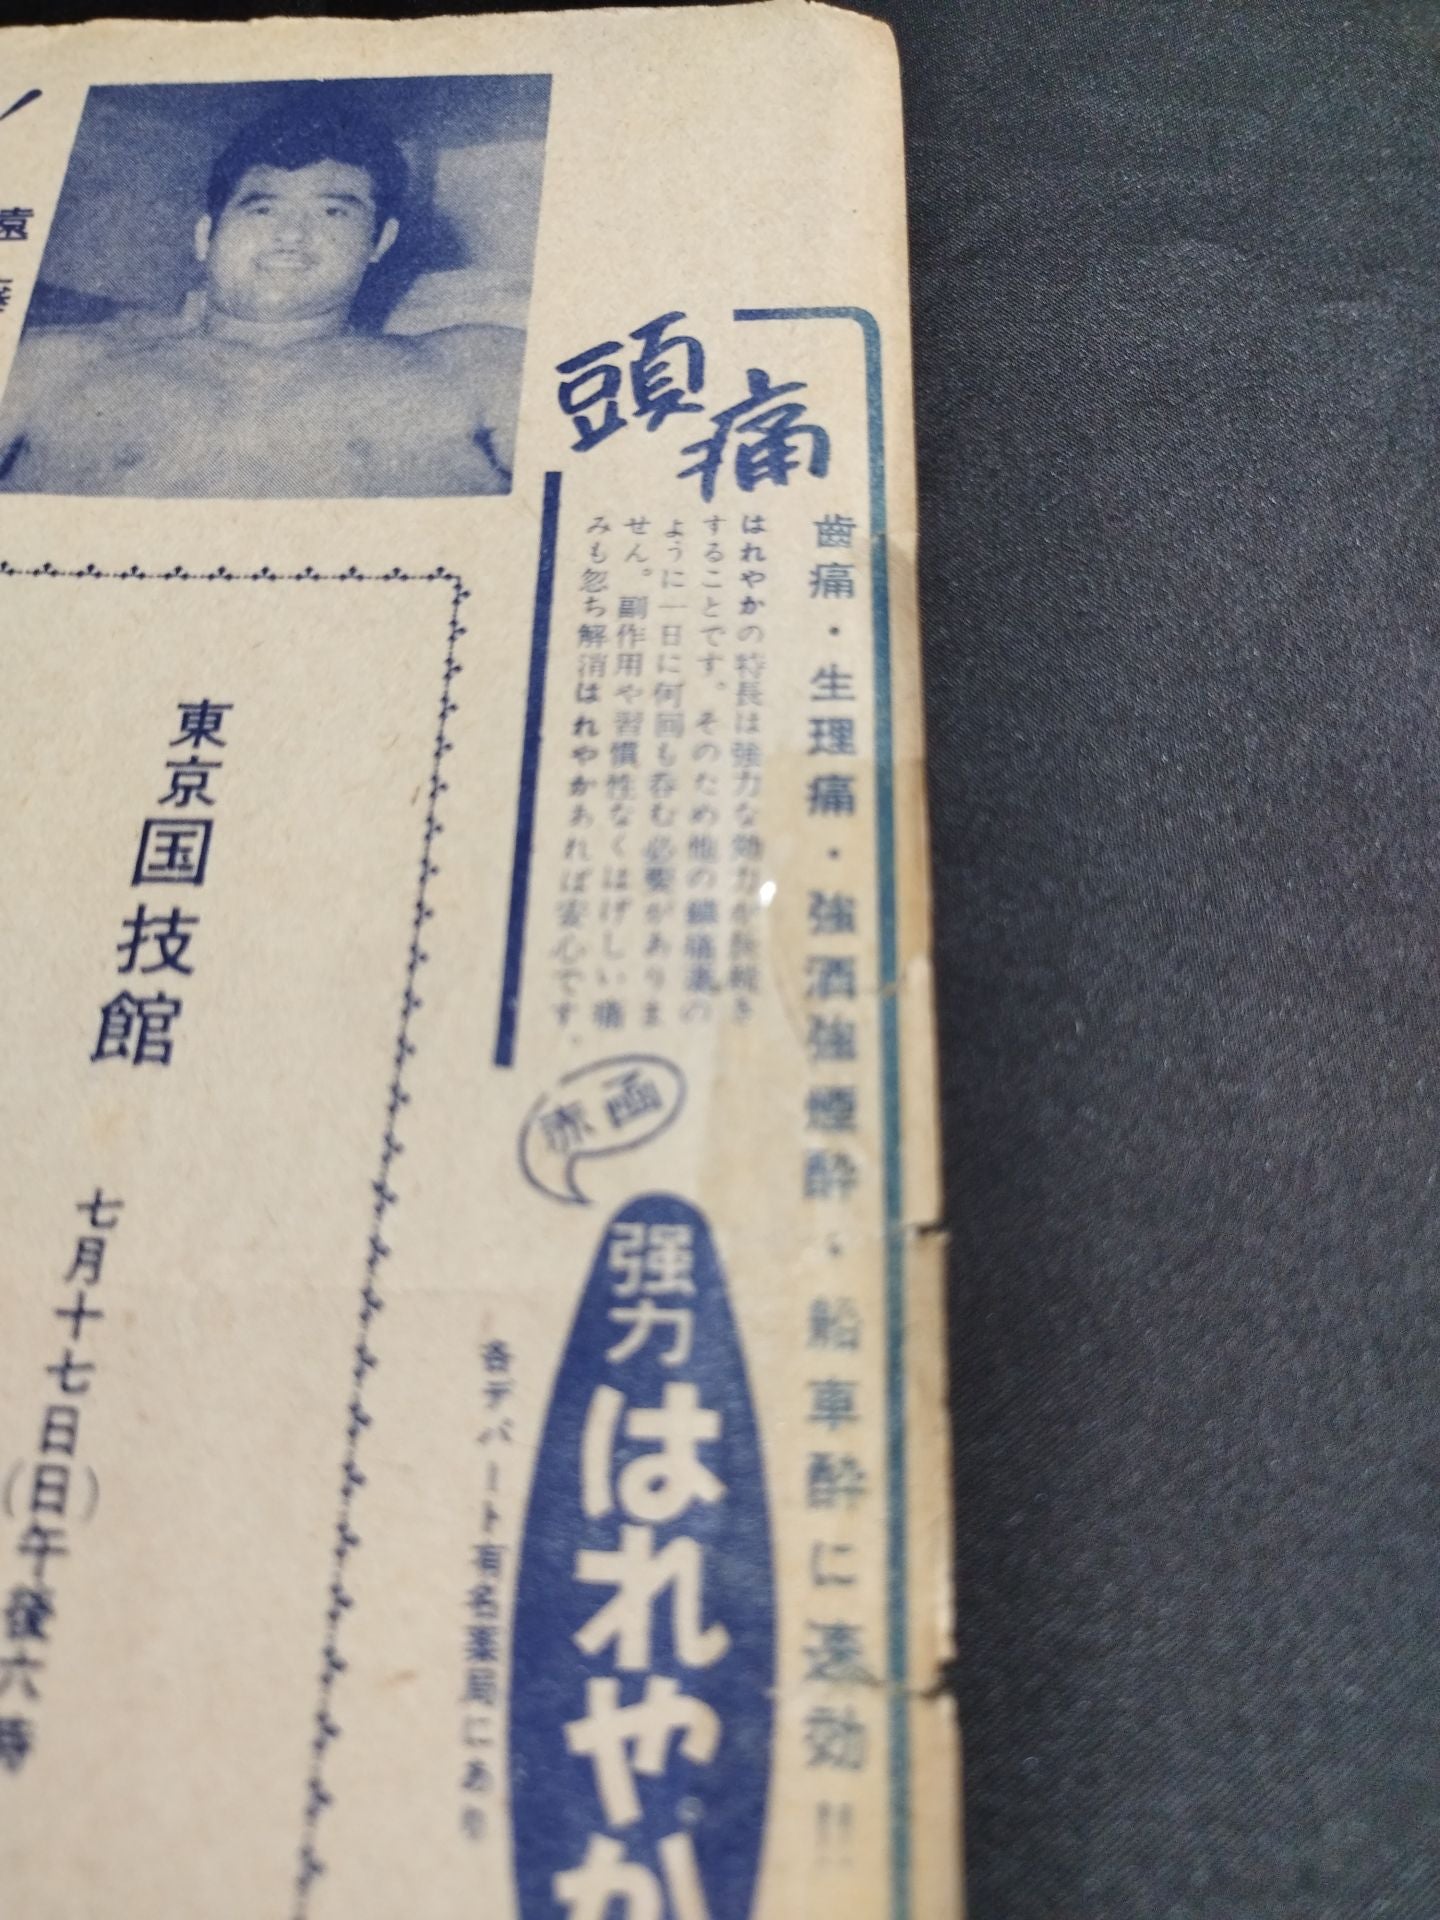 頭痛
歯痛・生理痛・強酒強煙酔・船車酔に速効!!
はれやかの特長は強力な効力が長続き
することです。そのため他の鎮痛薬の
ように一日に何回も呑む必要がありま
せん。副作用や習慣性なくはげしい痛
みも忽ち解消はれやかあれば安心です.
赤函
强力はれやか
各デパート有名薬局にあり
遠
東京国技館
七月十七日(日)午後六時